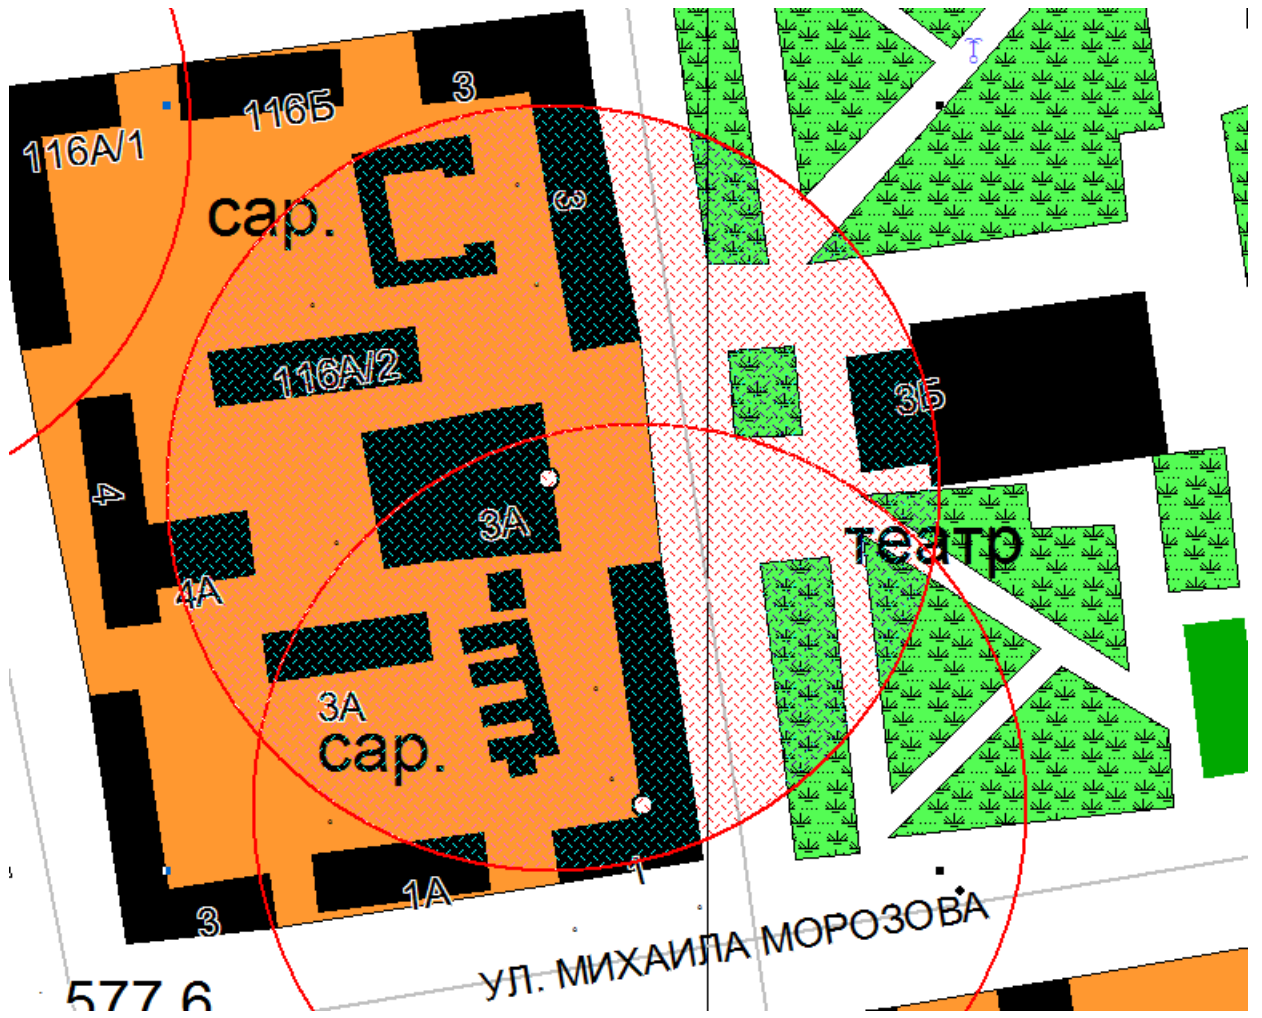 3
116Б
116А/1
3
сар.
116А/2
3Б
4
3А
театр
4А
3А
сар.
1
1А
3
УЛ. МИХАИЛА МОРОЗОВА
577.6